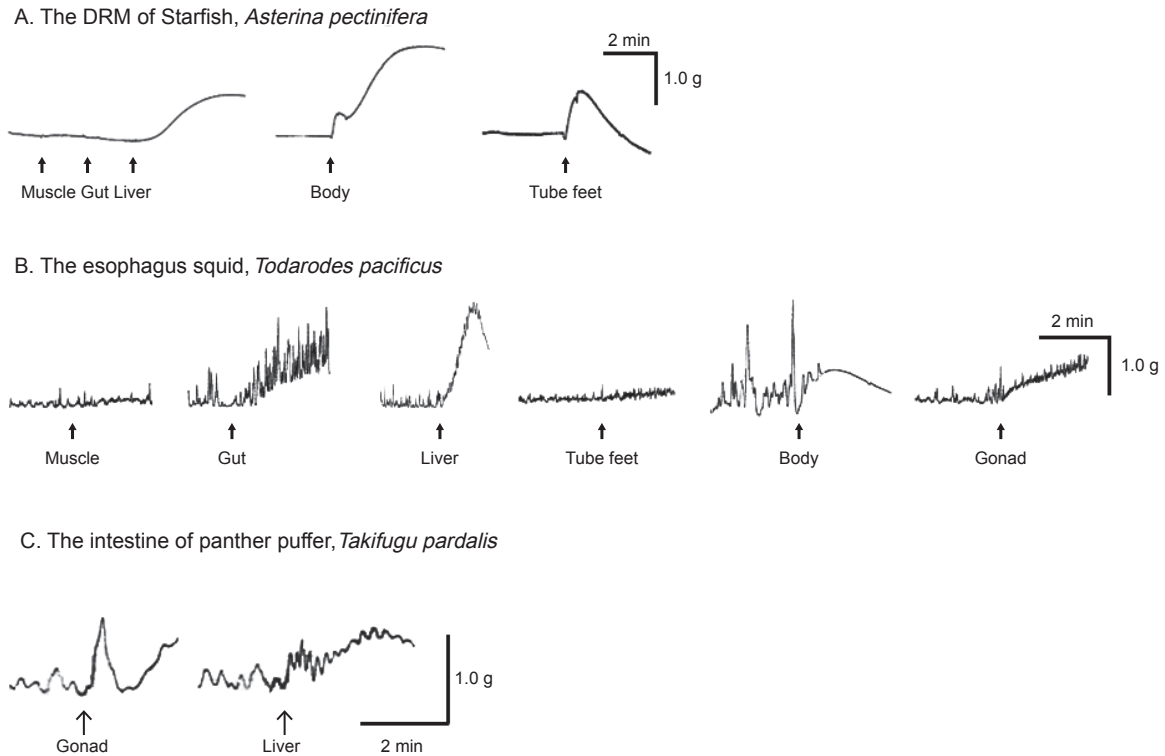 A. The DRM of Starfish, Asterina pectinifera
2 min
1.0 g
Muscle Gut Liver
Body
Tube feet
B. The esophagus squid, Todarodes pacificus
2 min
1.0 g
Muscle
Gut
Liver
Tube feet
Body
Gonad
C. The intestine of panther puffer, Takifugu pardalis
1.0 g
Gonad
Liver
2 min